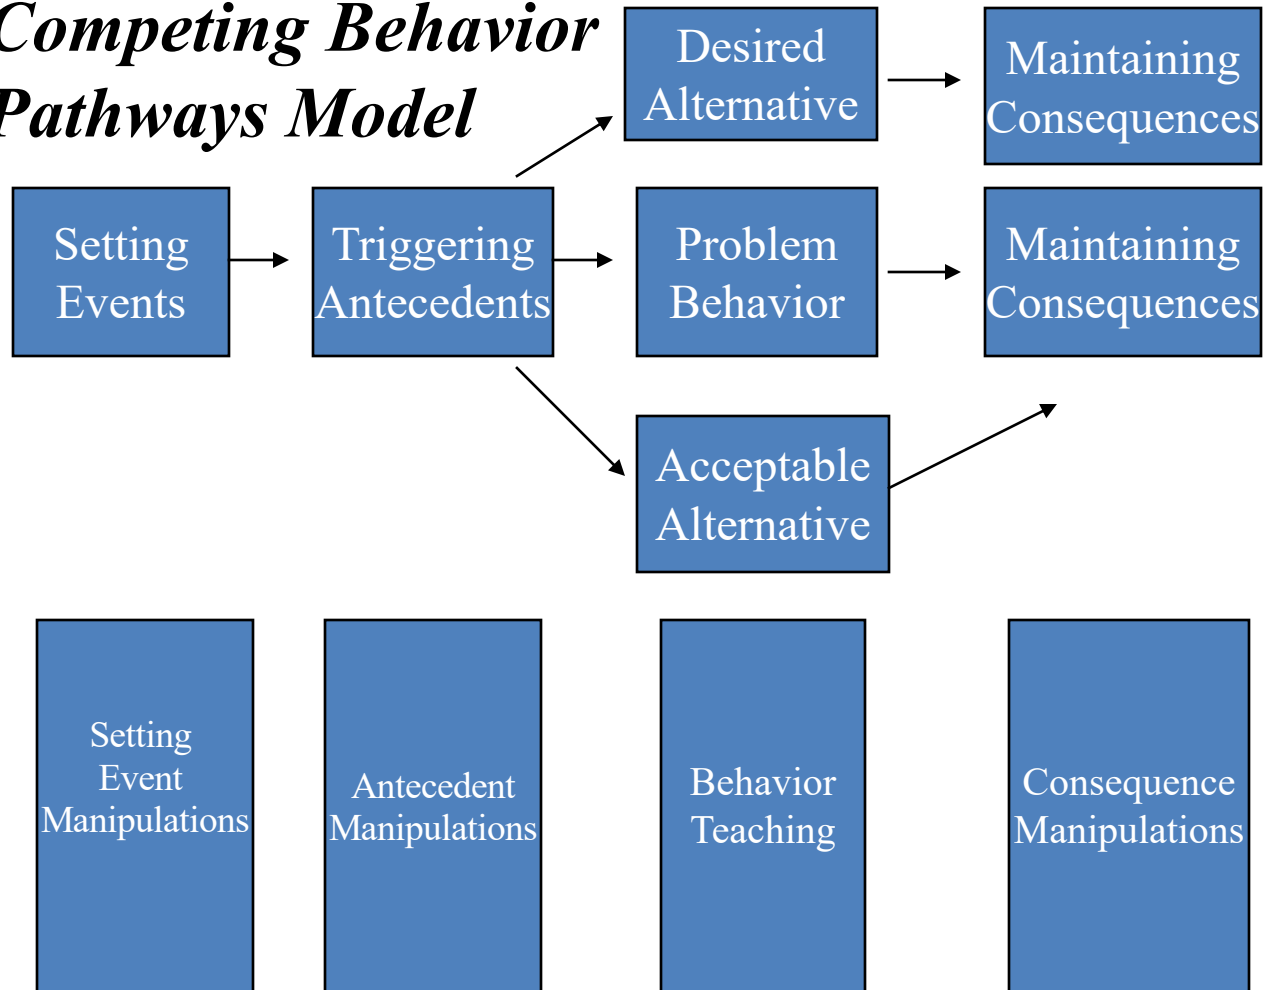 Competing Behavior
Pathways Model
Desired
Alternative
Maintaining
Consequences
Setting
Events
Triggering
Antecedents
Problem
Behavior
Maintaining
Consequences
Acceptable
Alternative
Setting
Event
Manipulations
Antecedent
Manipulations
Behavior
Teaching
Consequence
Manipulations